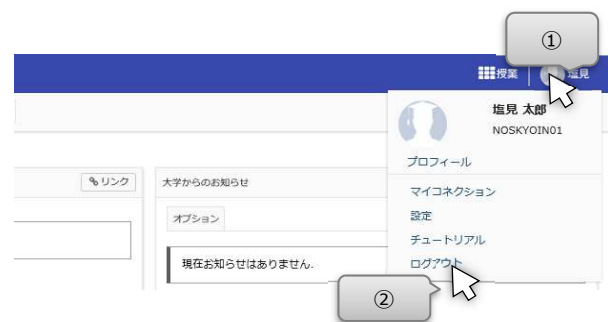 ①
授業
塩見
塩見 太郎
NOSKYOIN01
プロフィール
マイコネクション
設定
チュートリアル
ログアウト
リンク
大学からのお知らせ
オプション
現在お知らせはありません.
②